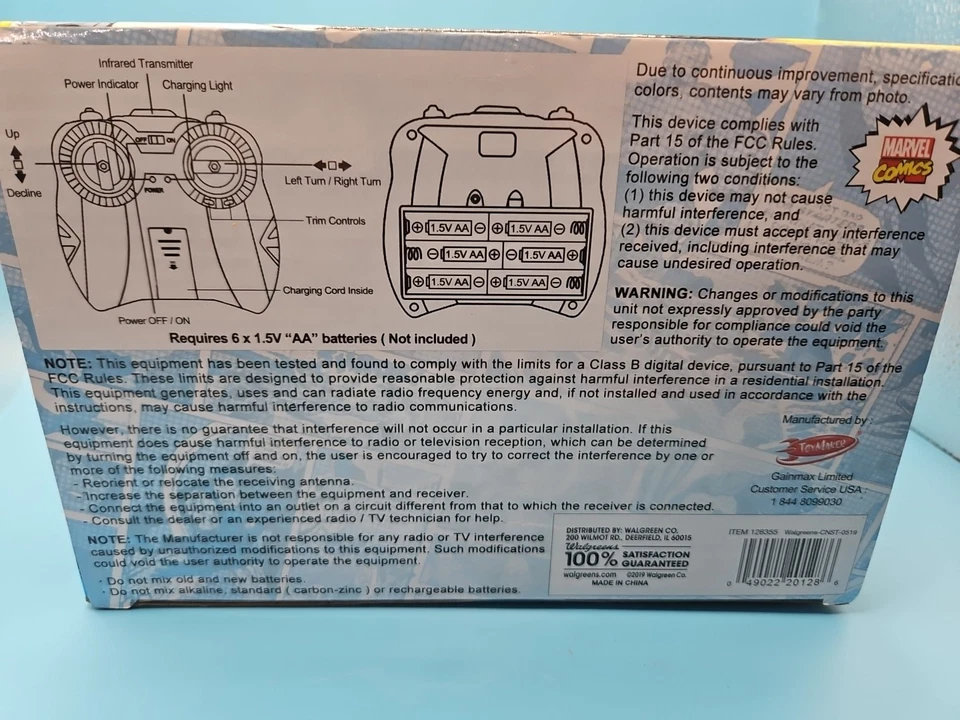 Infrared Transmitter
Power Indicator
Charging Light
Up
Decline
OFF ON
POWER
Left Turn / Right Turn
Trim Controls
Charging Cord Inside
Power OFF / ON
1.5V AA 1.5V AA
1.5V AA 1.5V AA
1.5V AA 1.5V AA
Requires 6 x 1.5V “AA” batteries ( Not included )
Due to continuous improvement, specificatio
colors, contents may vary from photo.
This device complies with
Part 15 of the FCC Rules.
Operation is subject to the
following two conditions:
(1) this device may not cause
harmful interference, and
(2) this device must accept any interference
received, including interference that may
cause undesired operation.
MARVEL
COMICS
WARNING: Changes or modifications to this
unit not expressly approved by the party
responsible for compliance could void the
user's authority to operate the equipment.
NOTE: This equipment has been tested and found to comply with the limits for a Class B digital device, pursuant to Part 15 of the
FCC Rules. These limits are designed to provide reasonable protection against harmful interference in a residential installation.
This equipment generates, uses and can radiate radio frequency energy and, if not installed and used in accordance with the
instructions, may cause harmful interference to radio communications.
However, there is no guarantee that interference will not occur in a particular installation. If this
equipment does cause harmful interference to radio or television reception, which can be determined
by turning the equipment off and on, the user is encouraged to try to correct the interference by one or
more of the following measures:
- Reorient or relocate the receiving antenna.
- Increase the separation between the equipment and receiver.
- Connect the equipment into an outlet on a circuit different from that to which the receiver is connected.
- Consult the dealer or an experienced radio / TV technician for help.
NOTE: The Manufacturer is not responsible for any radio or TV interference
caused by unauthorized modifications to this equipment. Such modifications
could void the user authority to operate the equipment.
- Do not mix old and new batteries.
- Do not mix alkaline, standard ( carbon-zinc ) or rechargeable batteries.
Manufactured by :
ToyMaker
Gainmax Limited
Customer Service USA :
1 844 8099030
DISTRIBUTED BY: WALGREEN CO.
200 WILMOT RD., DEERFIELD, IL 60015
Walgreens
100% SATISFACTION GUARANTEED
walgreens.com ©2019 Walgreen Co.
MADE IN CHINA
ITEM 126355 Walgreens-CNST-0519
0 49022 20128 6